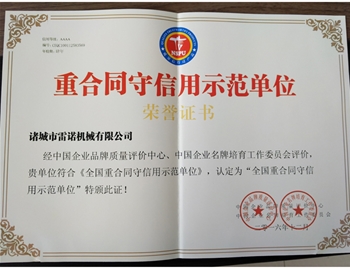 重合同守信用示范单位
荣誉证书
诸城市雷诺机械有限公司
经中国企业品牌质量评价中心、中国企业名牌培育工作委员会评价,
贵单位符合《全国重合同守信用示范单位》,认定为“全国重合同守信
用示范单位”特颁此证!